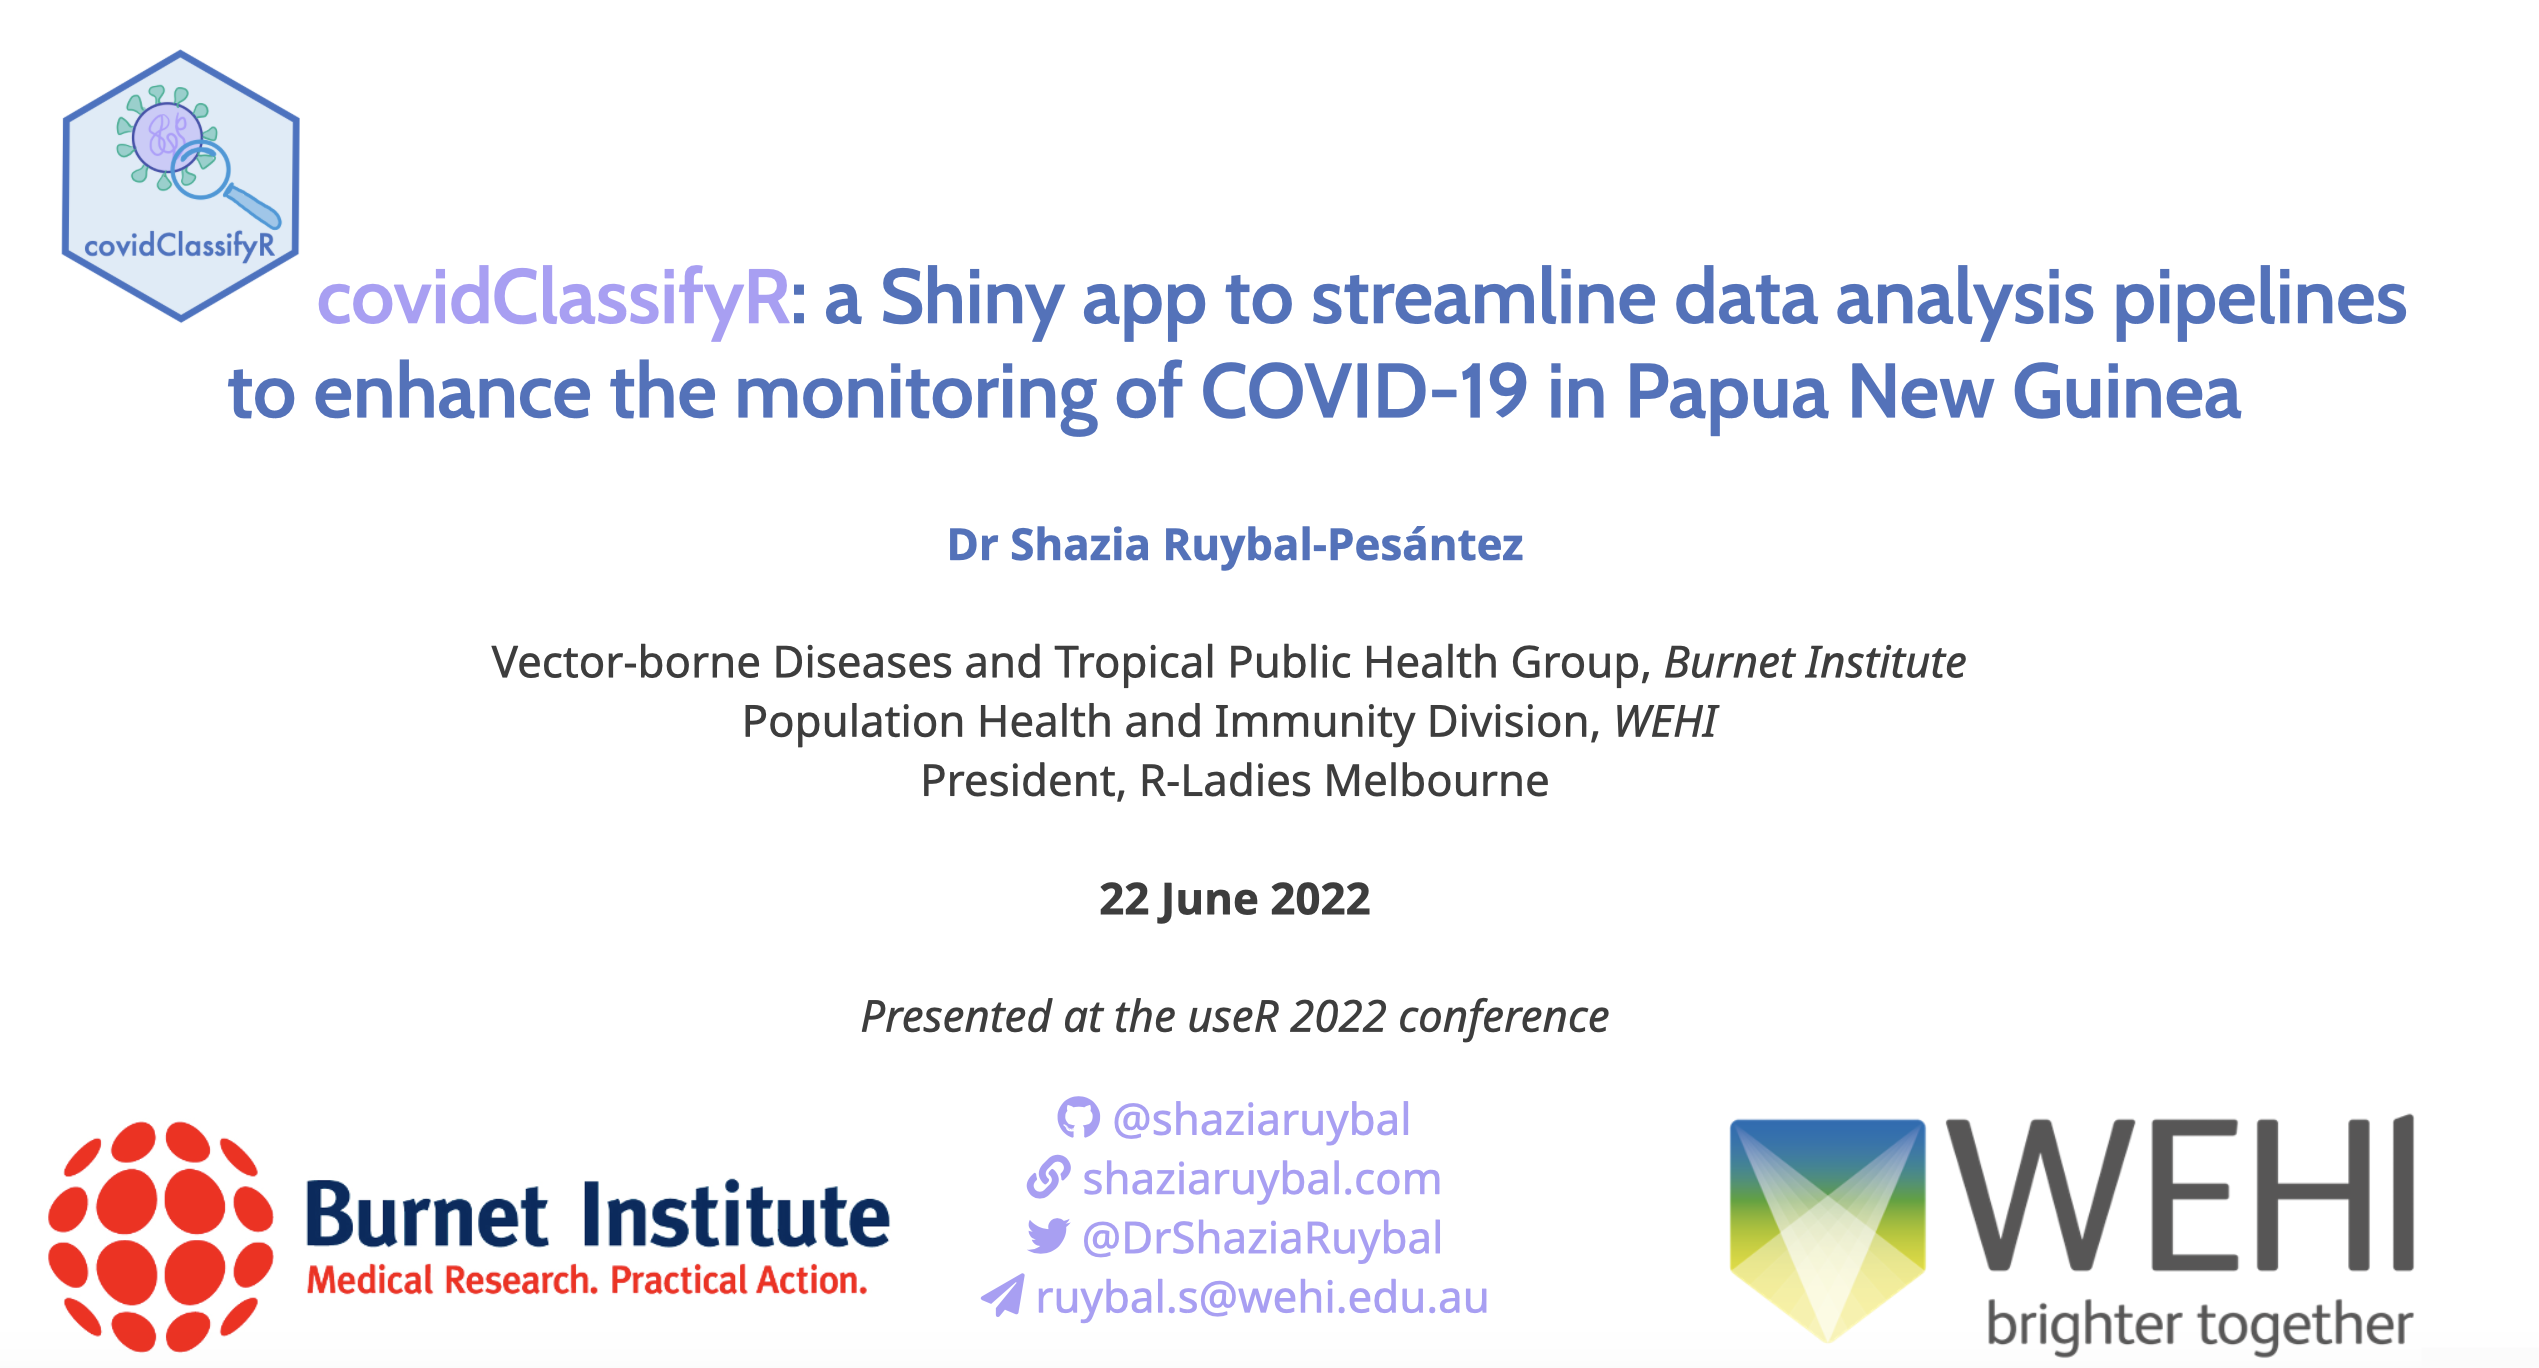 covidClassifyR
covidClassifyR: a Shiny app to streamline data analysis pipelines
to enhance the monitoring of COVID-19 in Papua New Guinea
Dr Shazia Ruybal-Pesántez
Vector-borne Diseases and Tropical Public Health Group, Burnet Institute
Population Health and Immunity Division, WEHI
President, R-Ladies Melbourne
22 June 2022
Presented at the useR 2022 conference
@shaziaruybal
shaziaruybal.com
@DrShaziaRuybal
ruybal.s@wehi.edu.au
Burnet Institute
Medical Research. Practical Action.
WEHI
brighter together